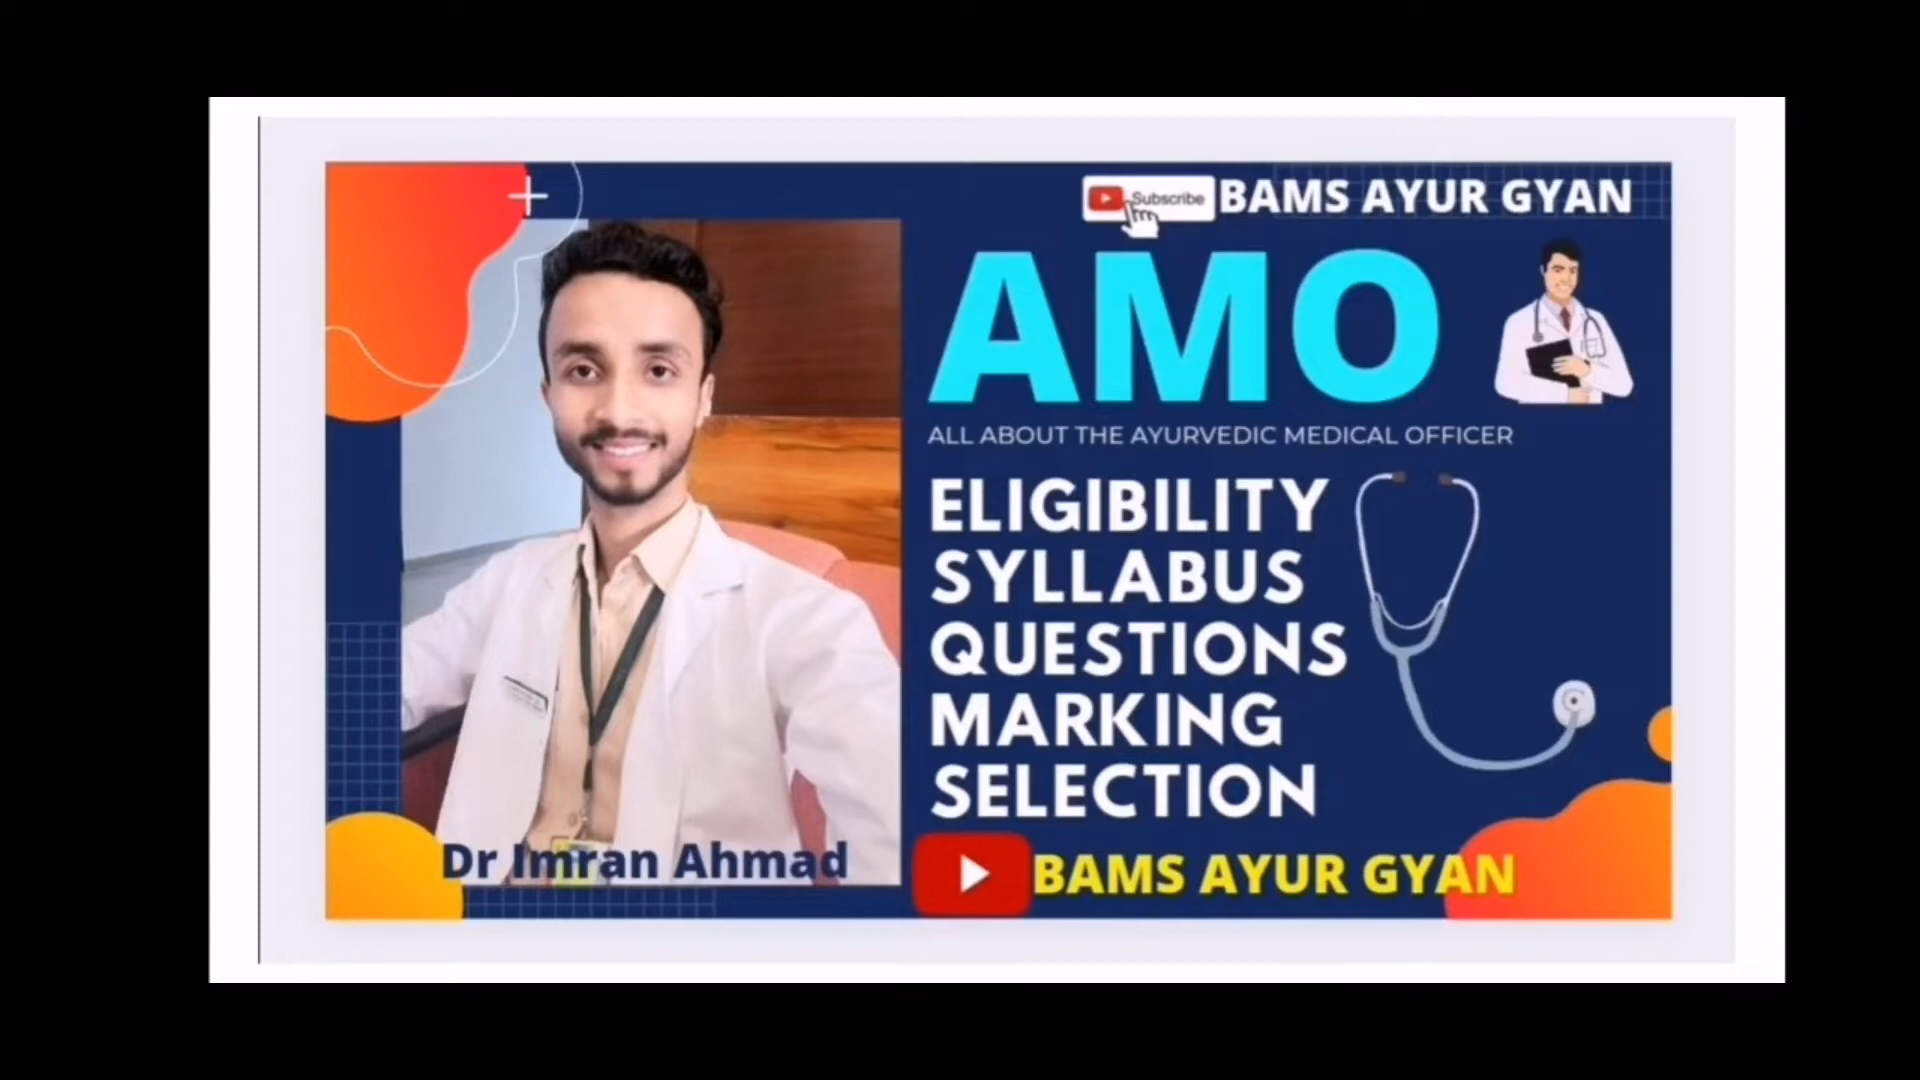 Subscribe BAMS AYUR GYAN
AMO
ALL ABOUT THE AYURVEDIC MEDICAL OFFICER
ELIGIBILITY
SYLLABUS
QUESTIONS
MARKING
SELECTION
Dr Imran Ahmad
BAMS AYUR GYAN